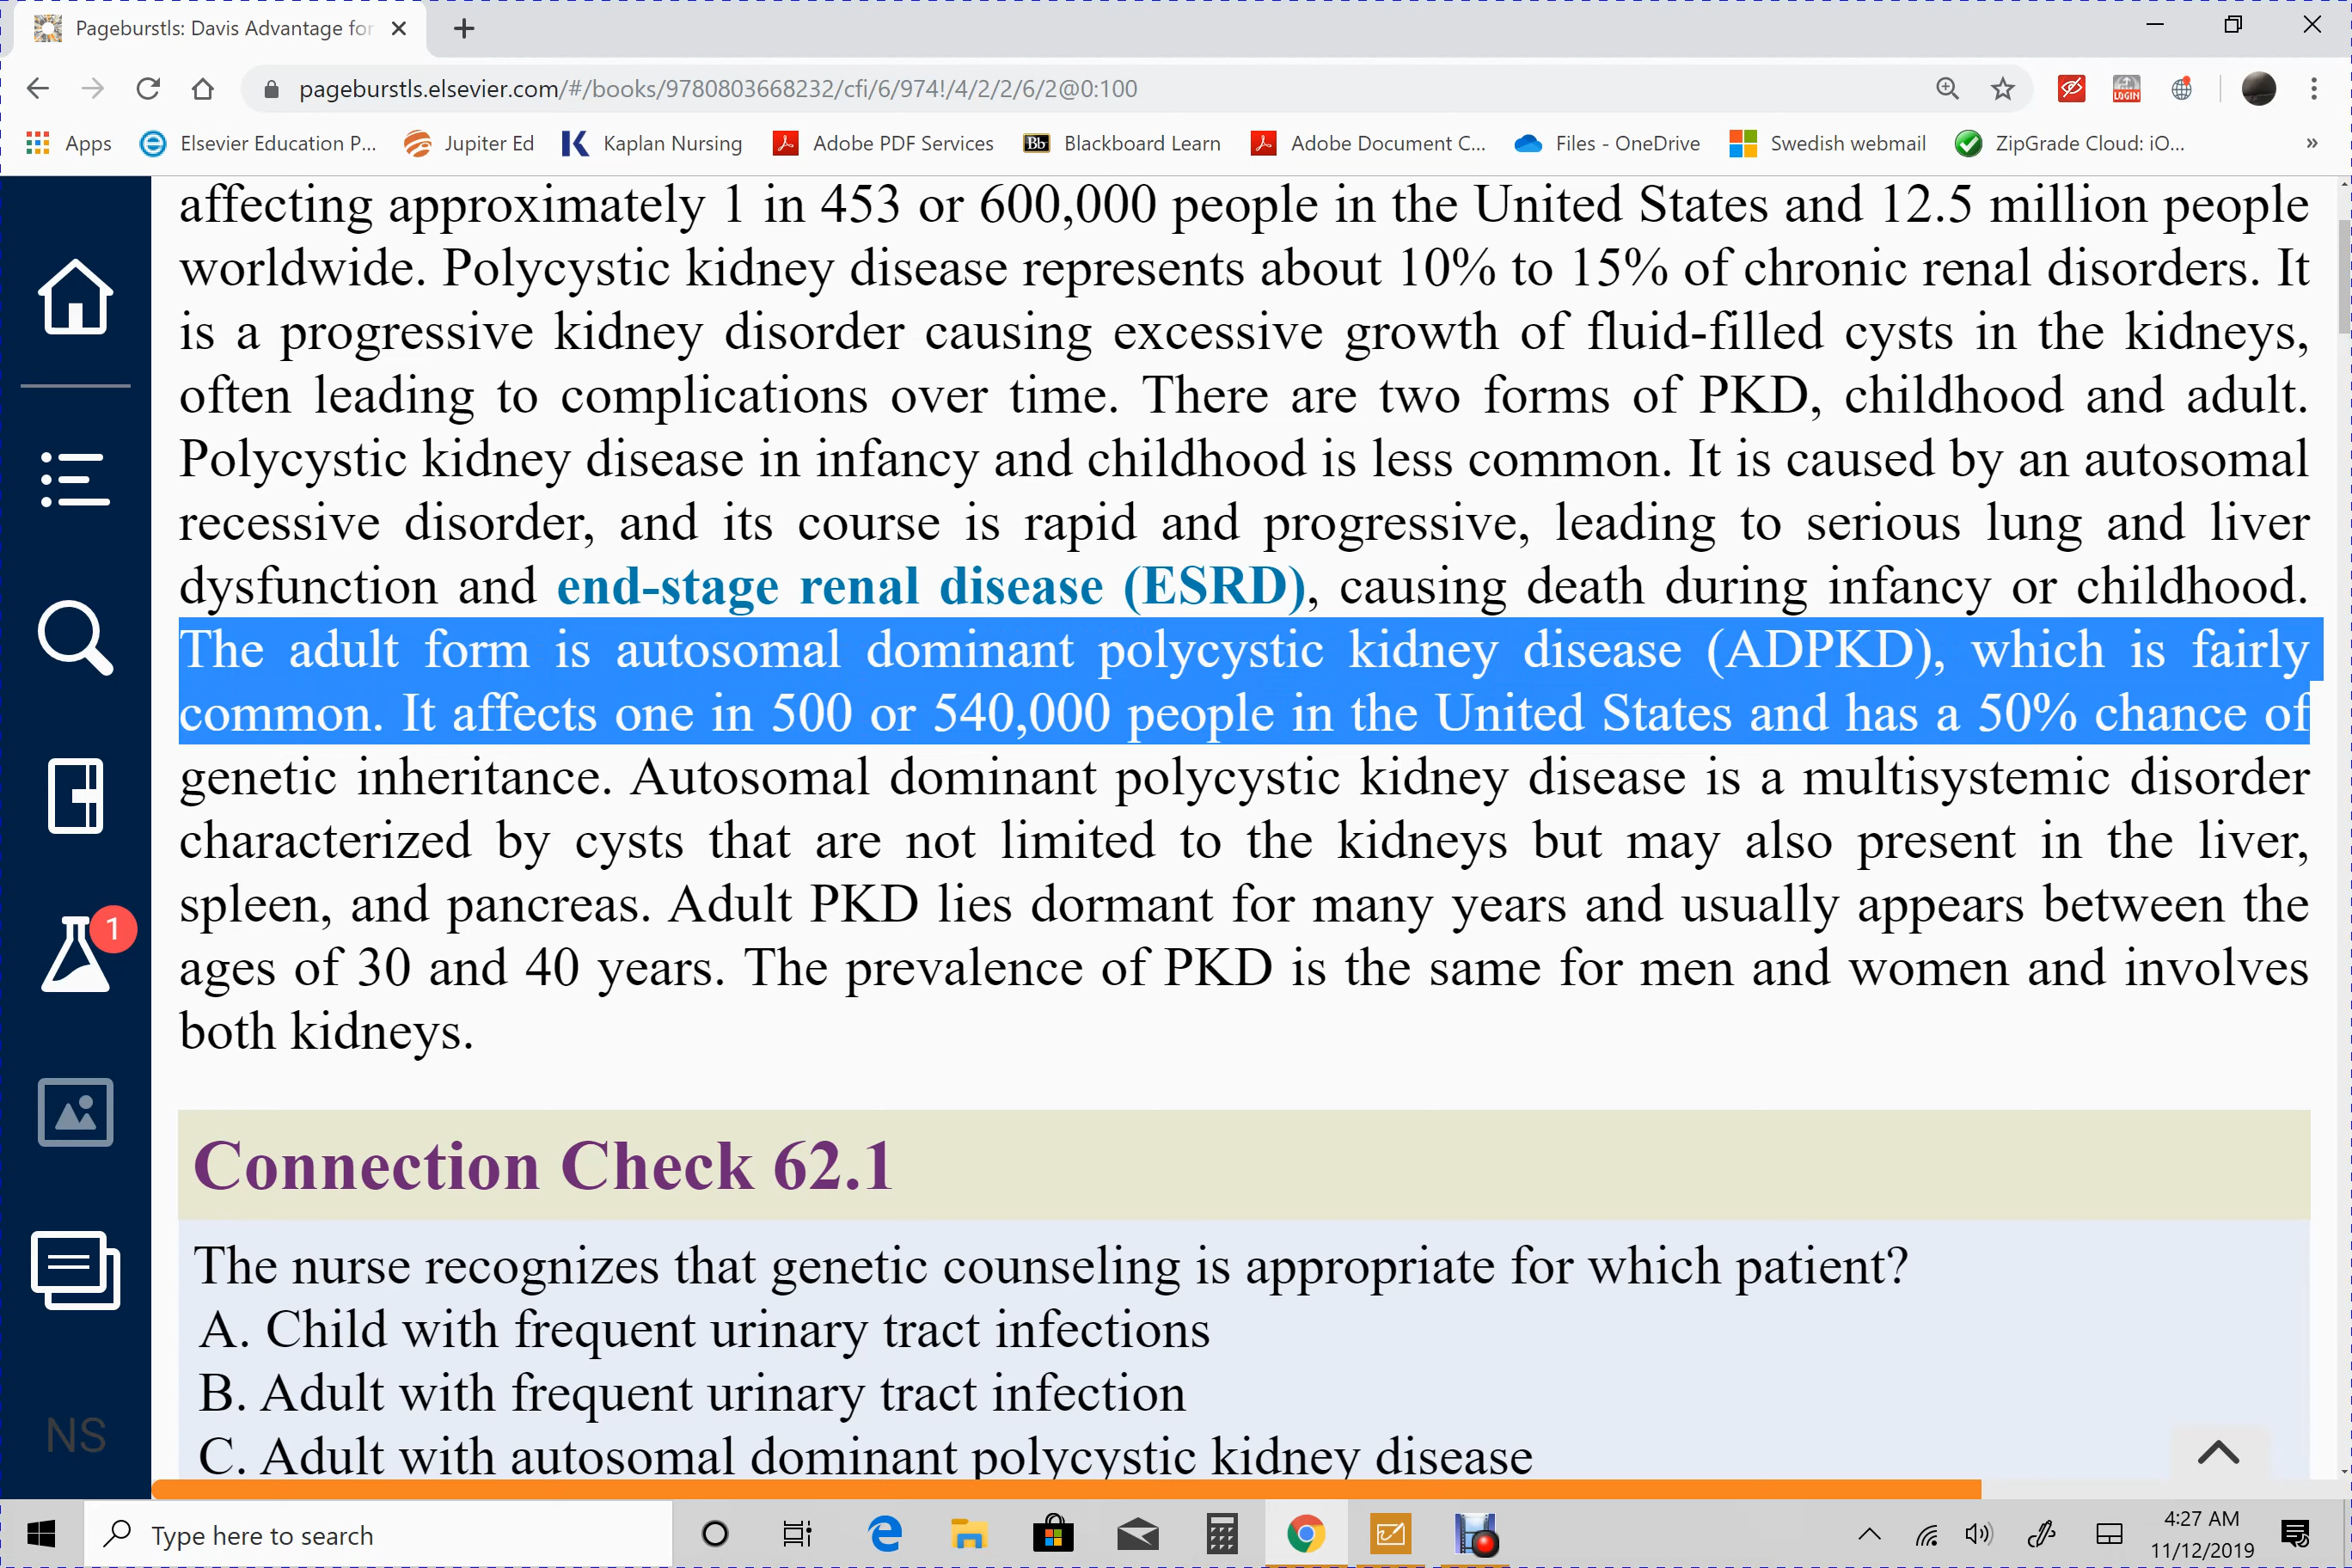 Pageburstls: Davis Advantage for
pageburstls.elsevier.com/#/books/9780803668232/cfi/6/974!/4/2/2/6/2@0:100
LOGIN
Apps Elsevier Education P... Jupiter Ed Kaplan Nursing Adobe PDF Services Bb Blackboard Learn Adobe Document C... Files - OneDrive Swedish webmail ZipGrade Cloud: iO... »
affecting approximately 1 in 453 or 600,000 people in the United States and 12.5 million people
worldwide. Polycystic kidney disease represents about 10% to 15% of chronic renal disorders. It
is a progressive kidney disorder causing excessive growth of fluid-filled cysts in the kidneys,
often leading to complications over time. There are two forms of PKD, childhood and adult.
Polycystic kidney disease in infancy and childhood is less common. It is caused by an autosomal
recessive disorder, and its course is rapid and progressive, leading to serious lung and liver
dysfunction and end-stage renal disease (ESRD), causing death during infancy or childhood.
The adult form is autosomal dominant polycystic kidney disease (ADPKD), which is fairly
common. It affects one in 500 or 540,000 people in the United States and has a 50% chance of
genetic inheritance. Autosomal dominant polycystic kidney disease is a multisystemic disorder
characterized by cysts that are not limited to the kidneys but may also present in the liver,
spleen, and pancreas. Adult PKD lies dormant for many years and usually appears between the
ages of 30 and 40 years. The prevalence of PKD is the same for men and women and involves
both kidneys.
1
Connection Check 62.1
The nurse recognizes that genetic counseling is appropriate for which patient?
A. Child with frequent urinary tract infections
B. Adult with frequent urinary tract infection
C. Adult with autosomal dominant polycystic kidney disease
NS
Type here to search
4:27 AM
11/12/2019